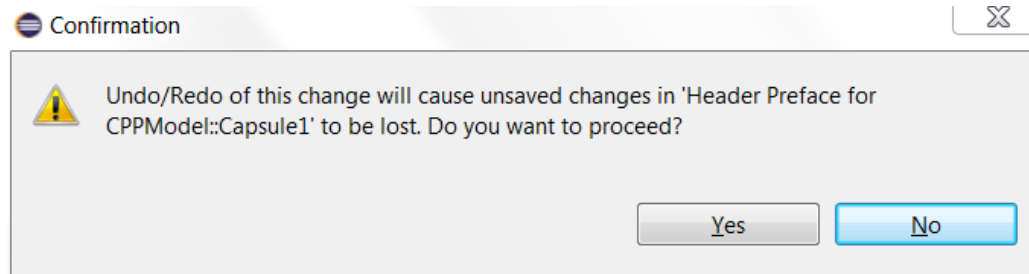 Confirmation
Undo/Redo of this change will cause unsaved changes in 'Header Preface for
CPPModel::Capsule1' to be lost. Do you want to proceed?
Yes
No